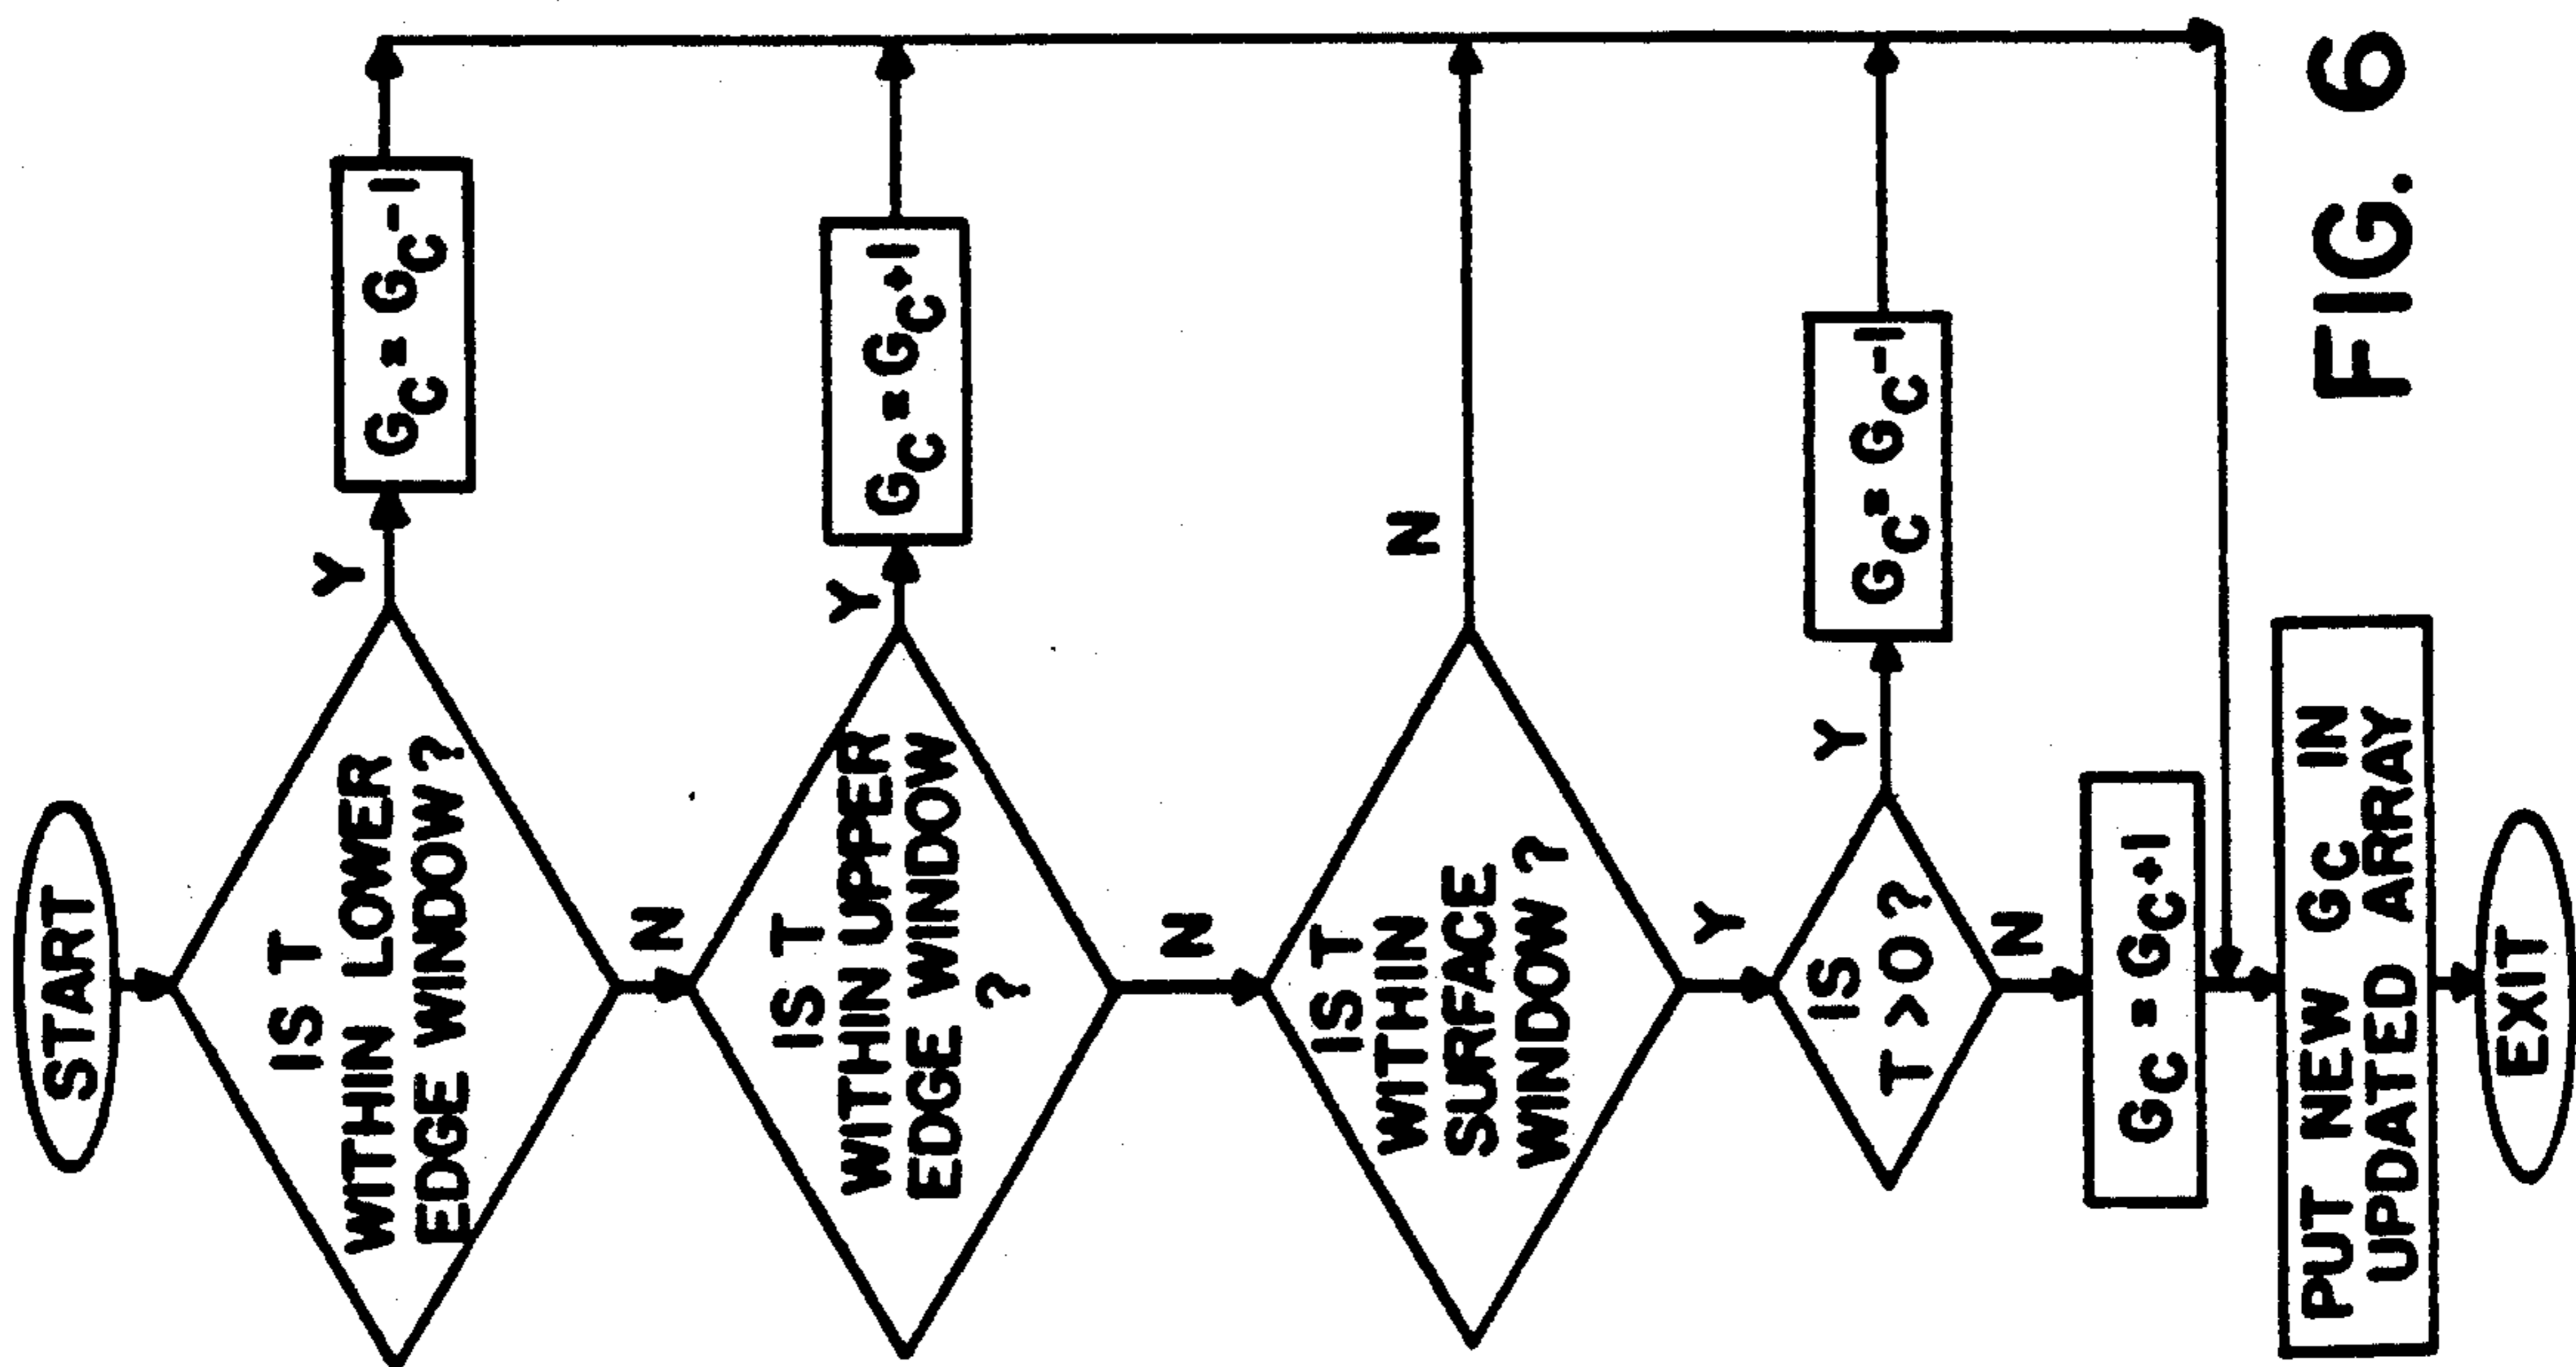 START
IS T
WITHIN LOWER
EDGE WINDOW?
Y
GC = GC-1
N
IS T
WITHIN UPPER
EDGE WINDOW
?
Y
GC = GC+1
N
IS T
WITHIN
SURFACE
WINDOW?
N
Y
IS
T > 0?
Y
GC = GC-1
N
GC = GC+1
PUT NEW GC IN
UPDATED ARRAY
EXIT
FIG. 6